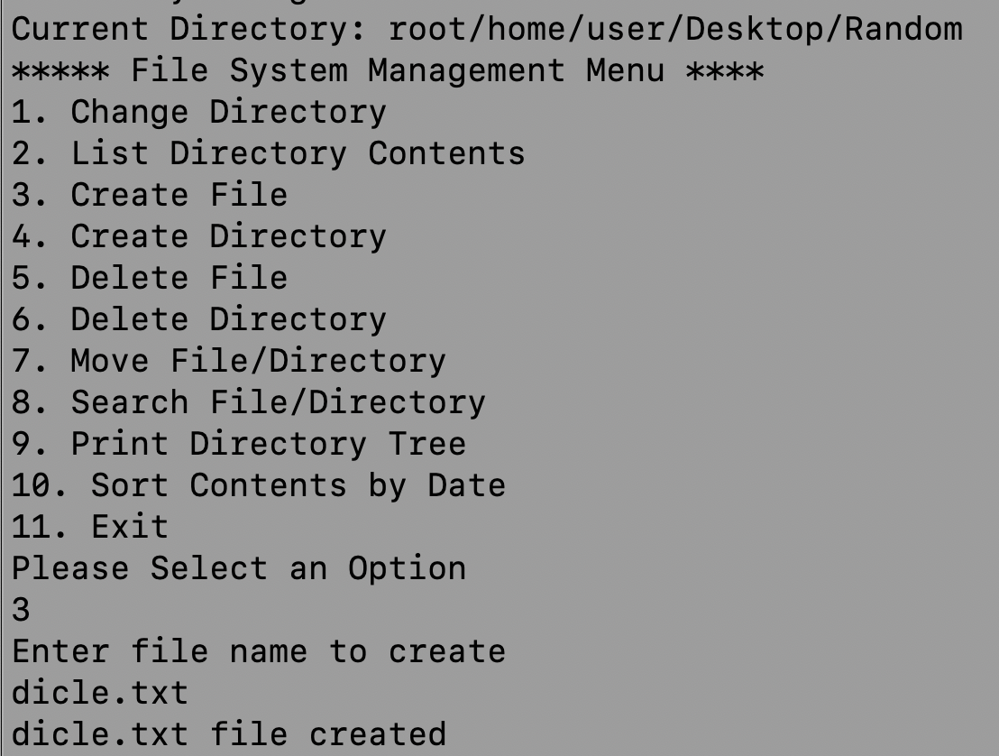 Current Directory: root/home/user/Desktop/Random
***** File System Management Menu ****
1. Change Directory
2. List Directory Contents
3. Create File
4. Create Directory
5. Delete File
6. Delete Directory
7. Move File/Directory
8. Search File/Directory
9. Print Directory Tree
10. Sort Contents by Date
11. Exit
Please Select an Option
3
Enter file name to create
dicle.txt
dicle.txt file created